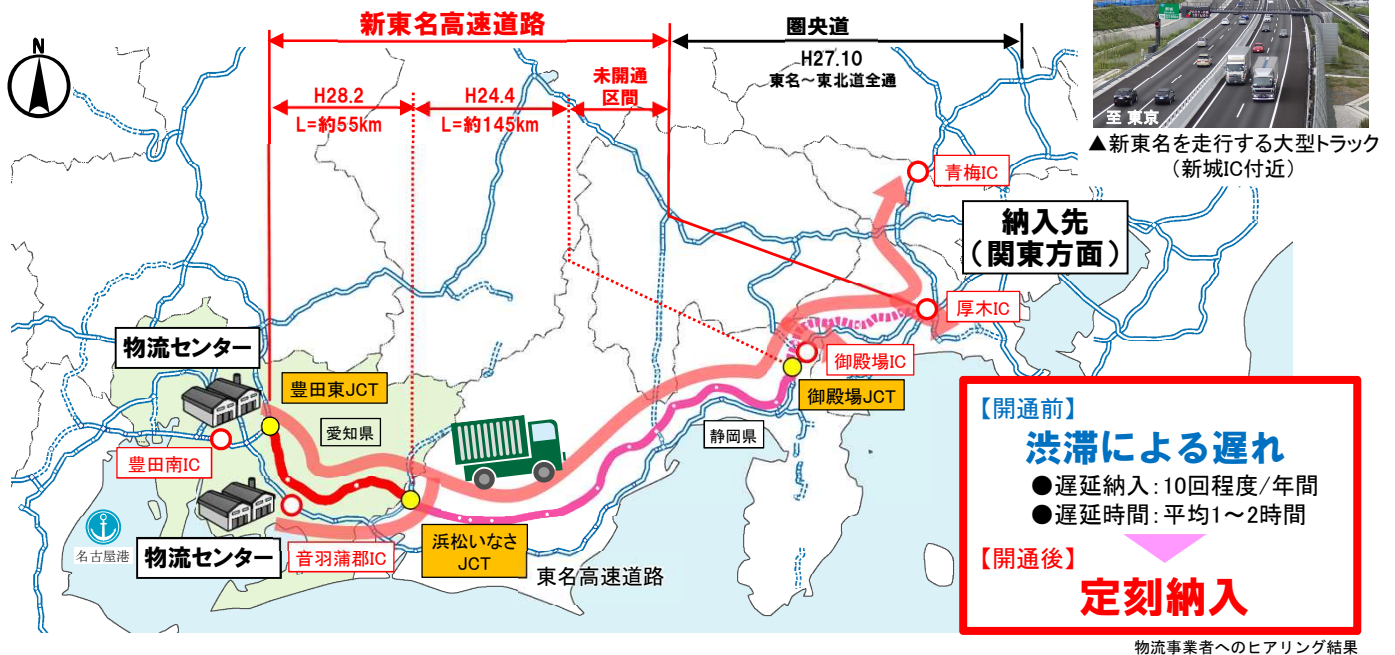 新東名高速道路
圏央道
H27.10
東名～東北道全通
N
H28.2
L=約55km
H24.4
L=約145km
未開通
区間
至 東京
▲新東名を走行する大型トラック
(新城IC付近)
青梅IC
納入先
(関東方面)
厚木IC
物流センター
御殿場IC
豊田東JCT
御殿場JCT
愛知県
静岡県
豊田南IC
名古屋港
物流センター
音羽蒲郡IC
浜松いなさ
JCT
東名高速道路
【開通前】
渋滞による遅れ
●遅延納入：10回程度/年間
●遅延時間：平均1～2時間
【開通後】
定刻納入
物流事業者へのヒアリング結果